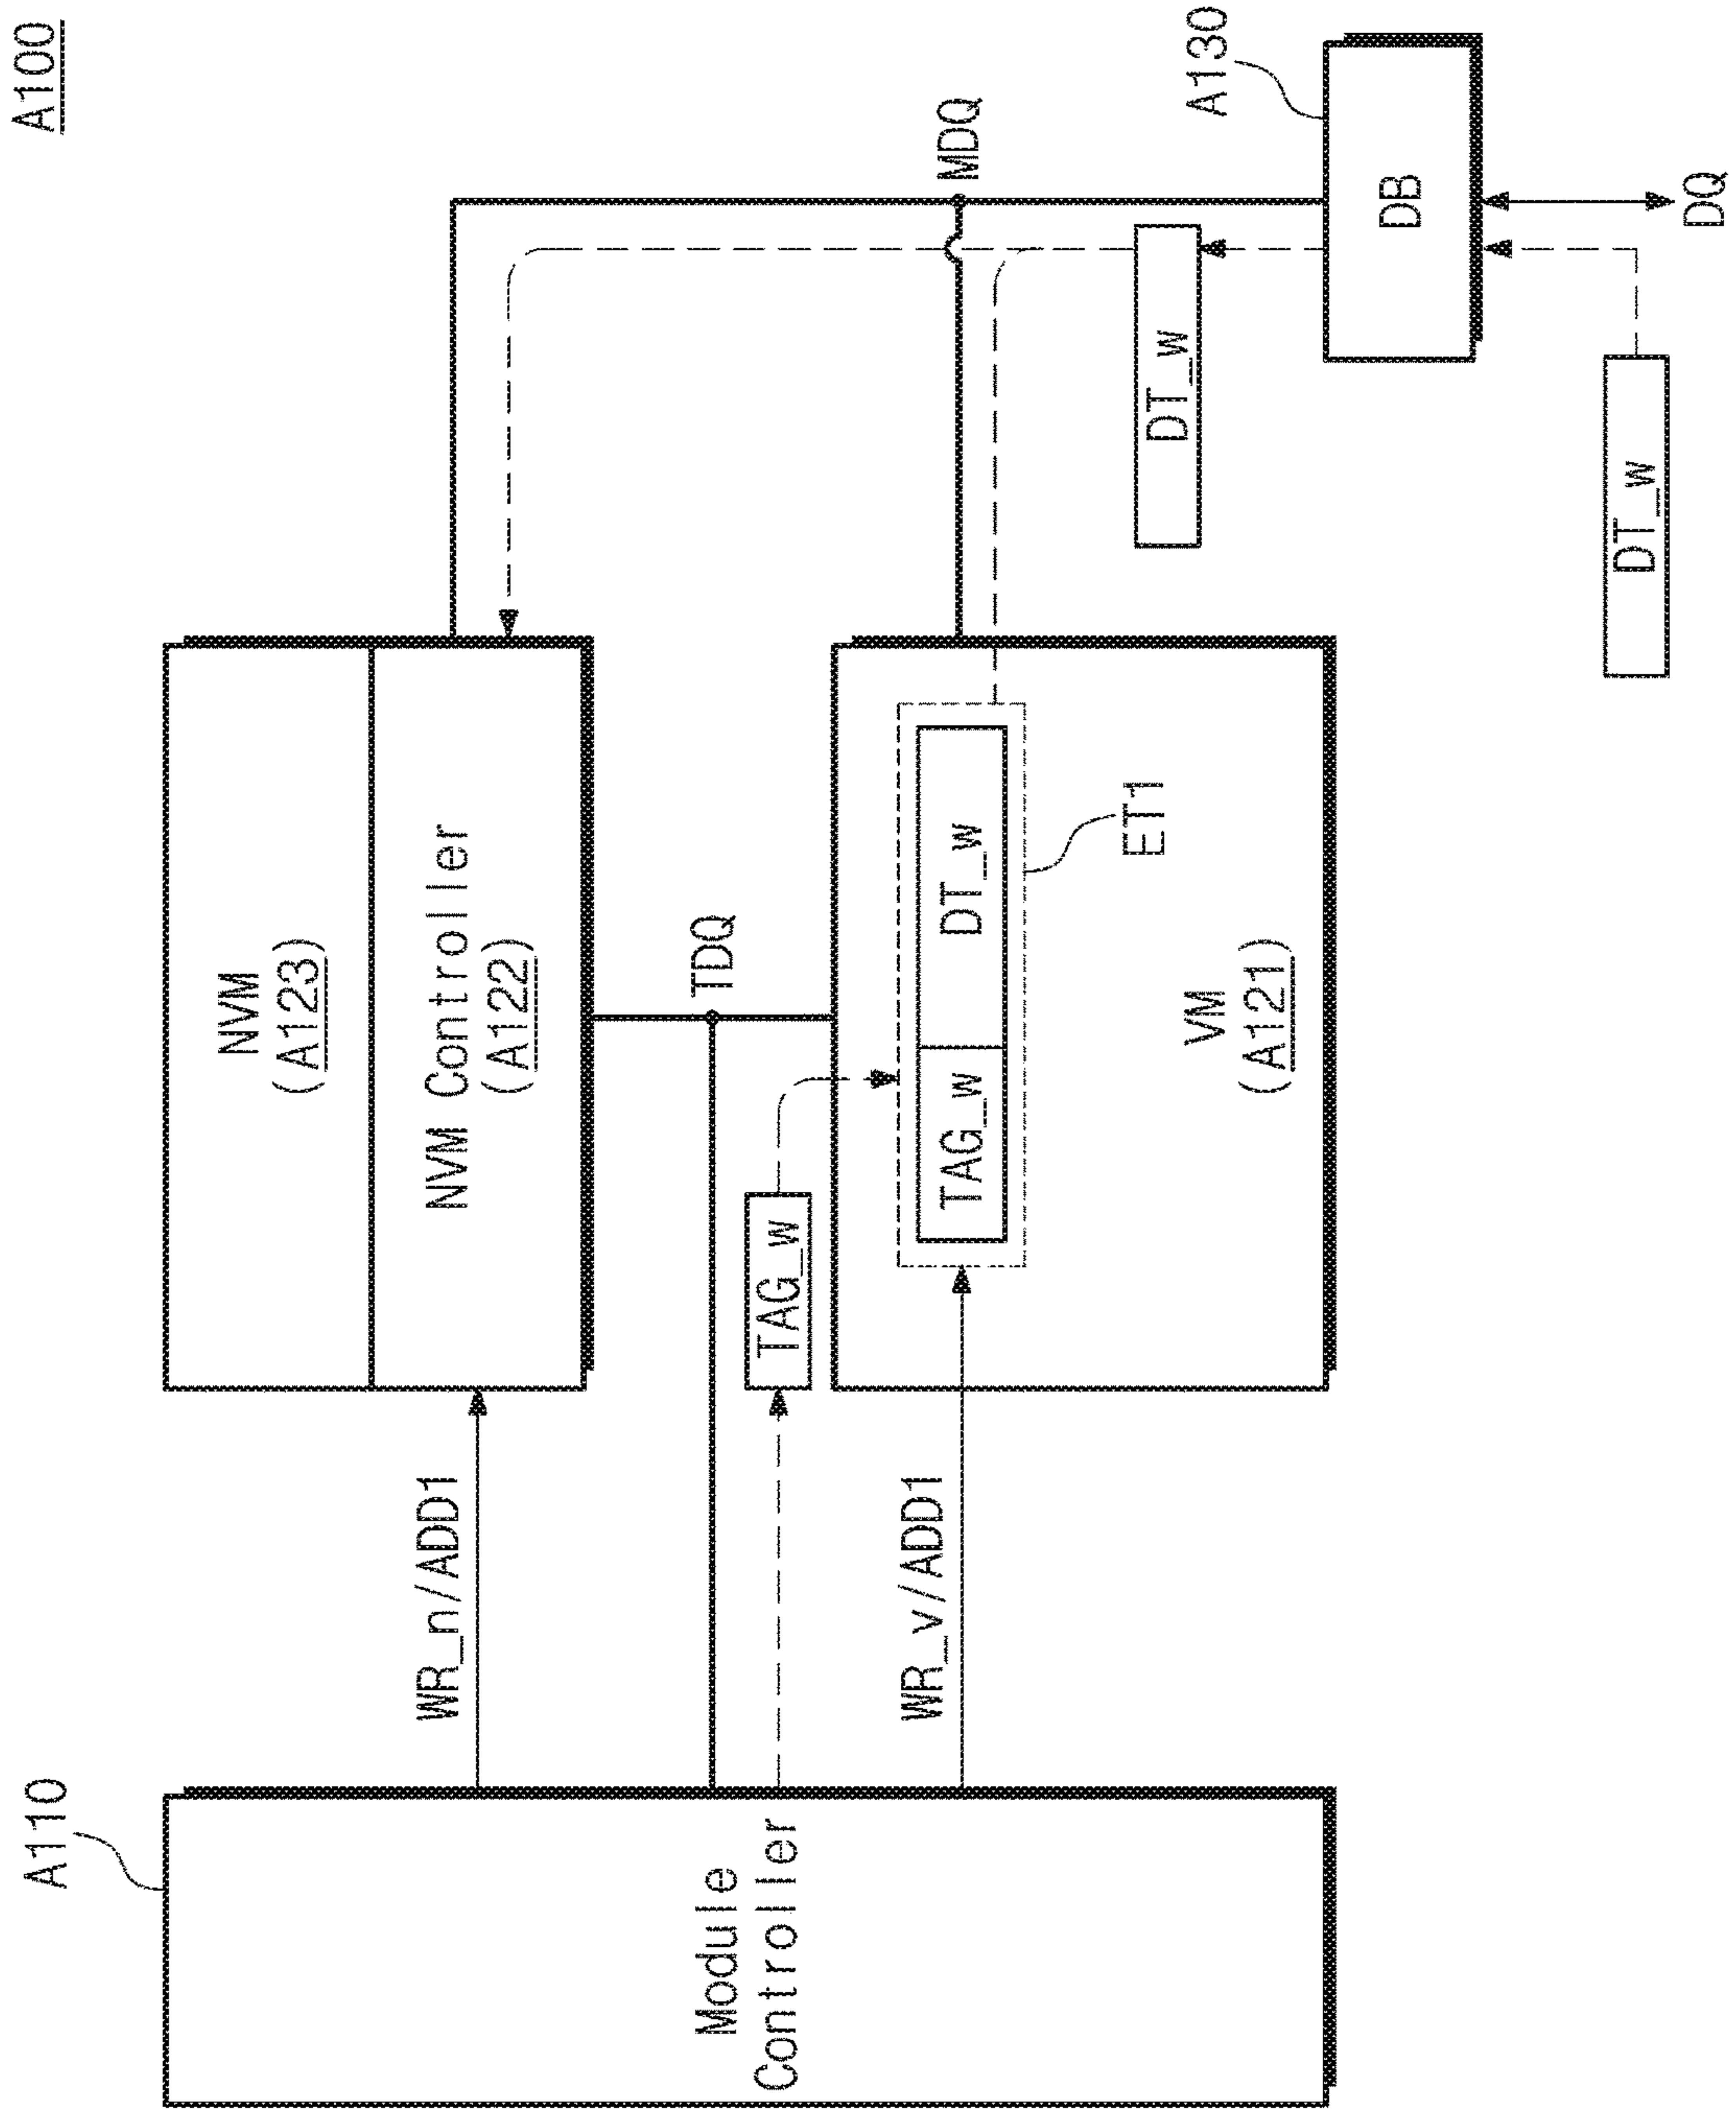 A100
A110
Module
Controller
WR_n/ADD1
WR_v/ADD1
NVM
(A123)
NVM Controller
(A122)
TDQ
TAG_w
TAG_w
DT_w
ET1
VM
(A121)
MDQ
DT_w
A130
DB
DQ
DT_w